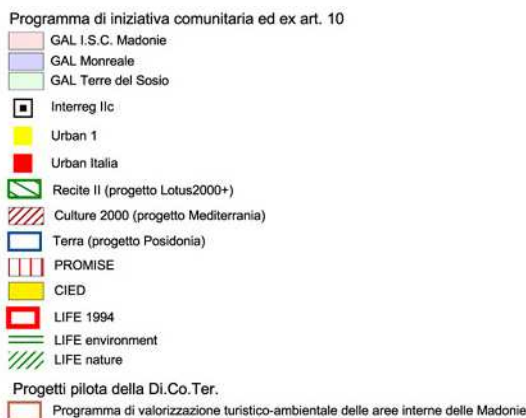 Programma di iniziativa comunitaria ed ex art. 10
GAL I.S.C. Madonie
GAL Monreale
GAL Terre del Sosio
Interreg IIc
Urban 1
Urban Italia
Recite II (progetto Lotus2000+)
Culture 2000 (progetto Mediterrania)
Terra (progetto Posidonia)
PROMISE
CIED
LIFE 1994
LIFE environment
LIFE nature
Progetti pilota della Di.Co.Ter.
Programma di valorizzazione turistico-ambientale delle aree interne delle Madonie